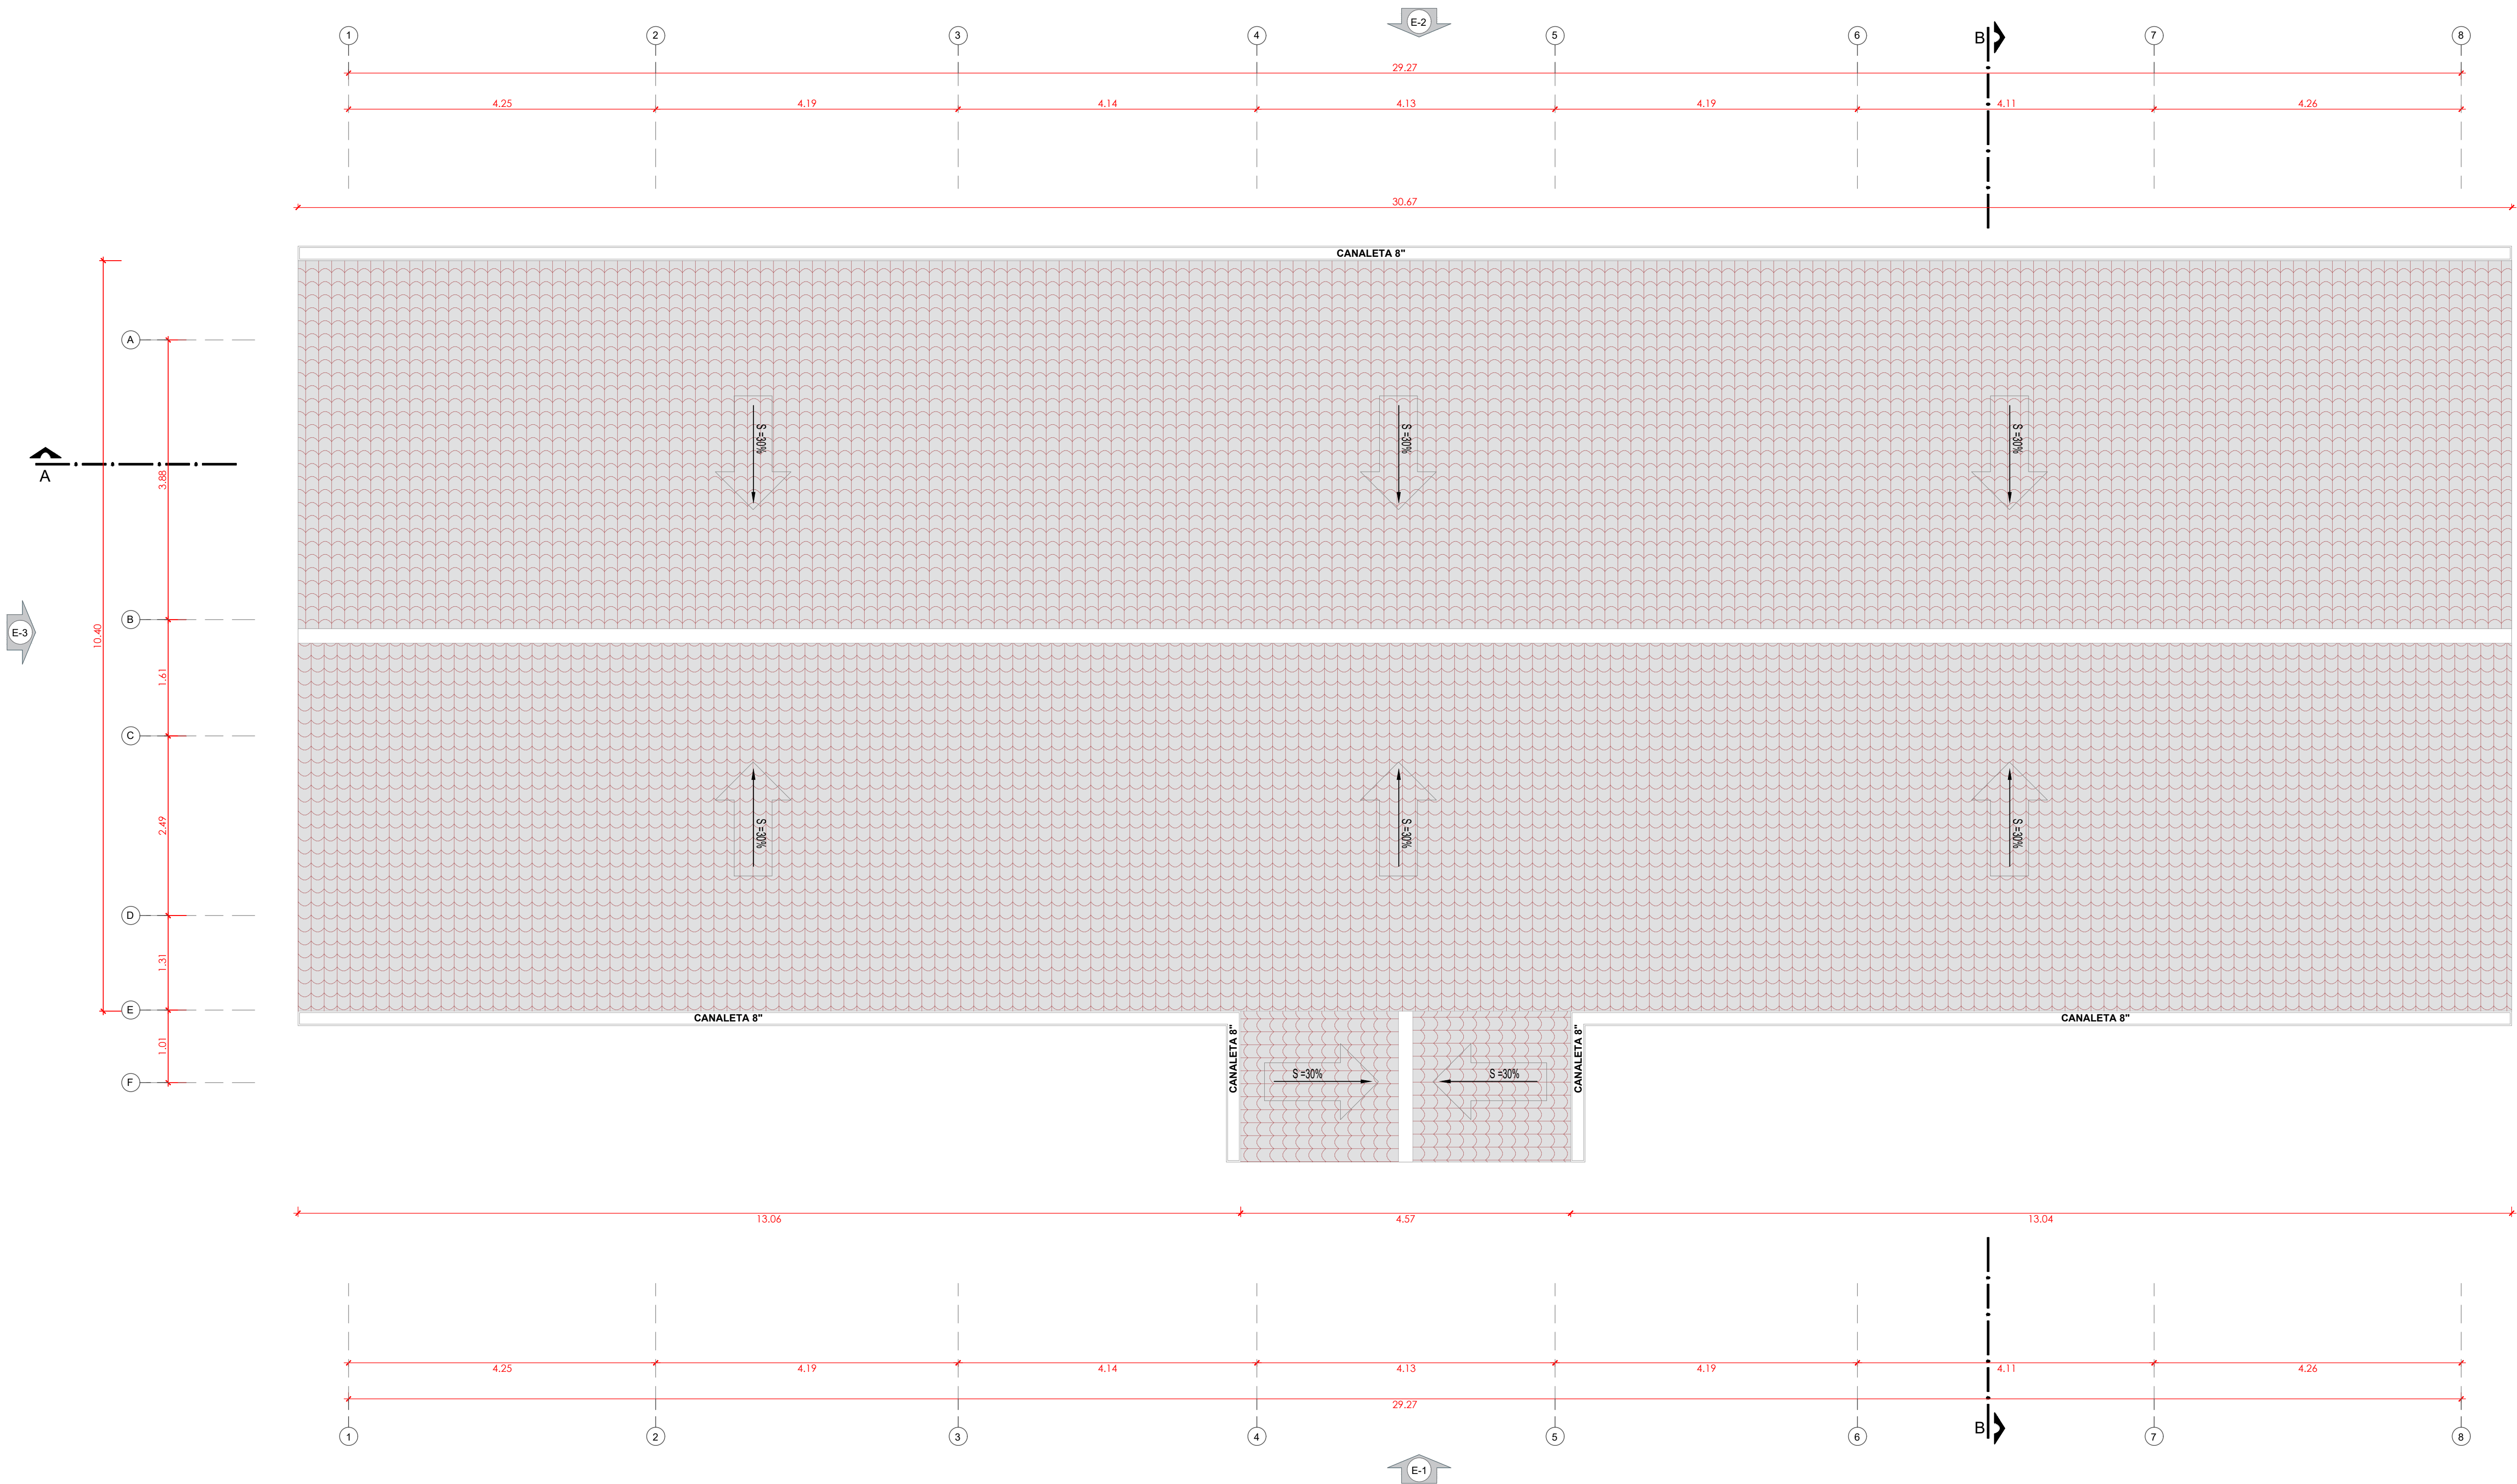 E-2
1 2 3 4 5 6 B 7 8
29.27
4.25 4.19 4.14 4.13 4.19 4.11 4.26
30.67
CANALETA 8"
A
S =30% S =30% S =30%
A
3.88
B
E-3
10.40
1.61
C
2.49
S =30% S =30% S =30%
D
1.31
E
CANALETA 8" CANALETA 8"
1.01
CANALETA 8" CANALETA 8"
S =30% S =30%
F
13.06 4.57 13.04
4.25 4.19 4.14 4.13 4.19 4.11 4.26
29.27
1 2 3 4 5 6 B 7 8
E-1